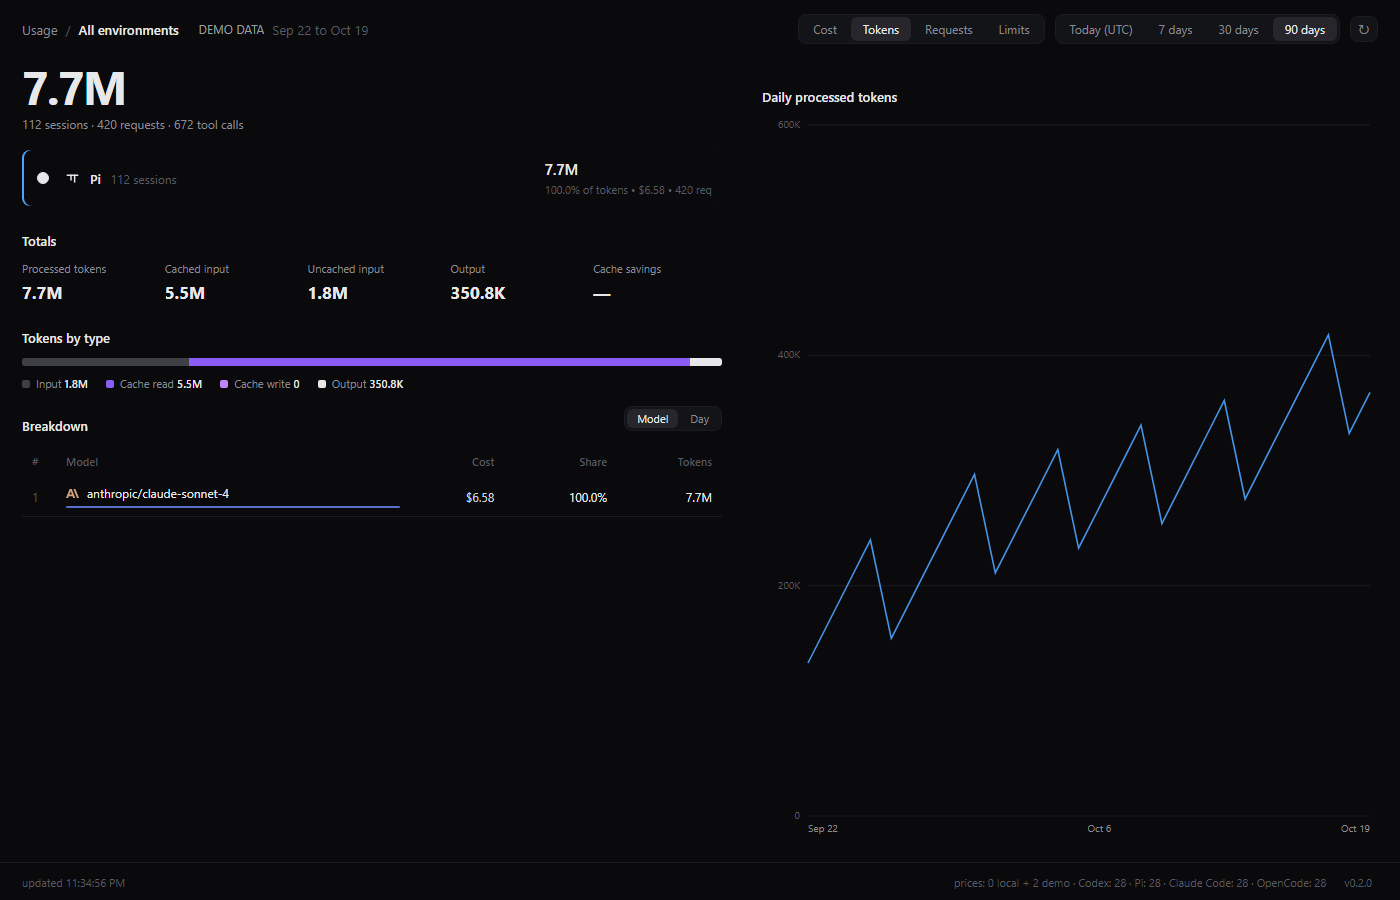 Usage / All environments DEMO DATA Sep 22 to Oct 19
Cost Tokens Requests Limits Today (UTC) 7 days 30 days 90 days ↻
7.7M
112 sessions · 420 requests · 672 tool calls
Pi 112 sessions
7.7M
100.0% of tokens • $6.58 • 420 req
Totals
Processed tokens Cached input Uncached input Output Cache savings
7.7M 5.5M 1.8M 350.8K —
Tokens by type
Input 1.8M Cache read 5.5M Cache write 0 Output 350.8K
Breakdown
Model Day
# Model Cost Share Tokens
1 anthropic/claude-sonnet-4 $6.58 100.0% 7.7M
Daily processed tokens
600K
400K
200K
0
Sep 22 Oct 6 Oct 19
updated 11:34:56 PM
prices: 0 local + 2 demo · Codex: 28 · Pi: 28 · Claude Code: 28 · OpenCode: 28 v0.2.0